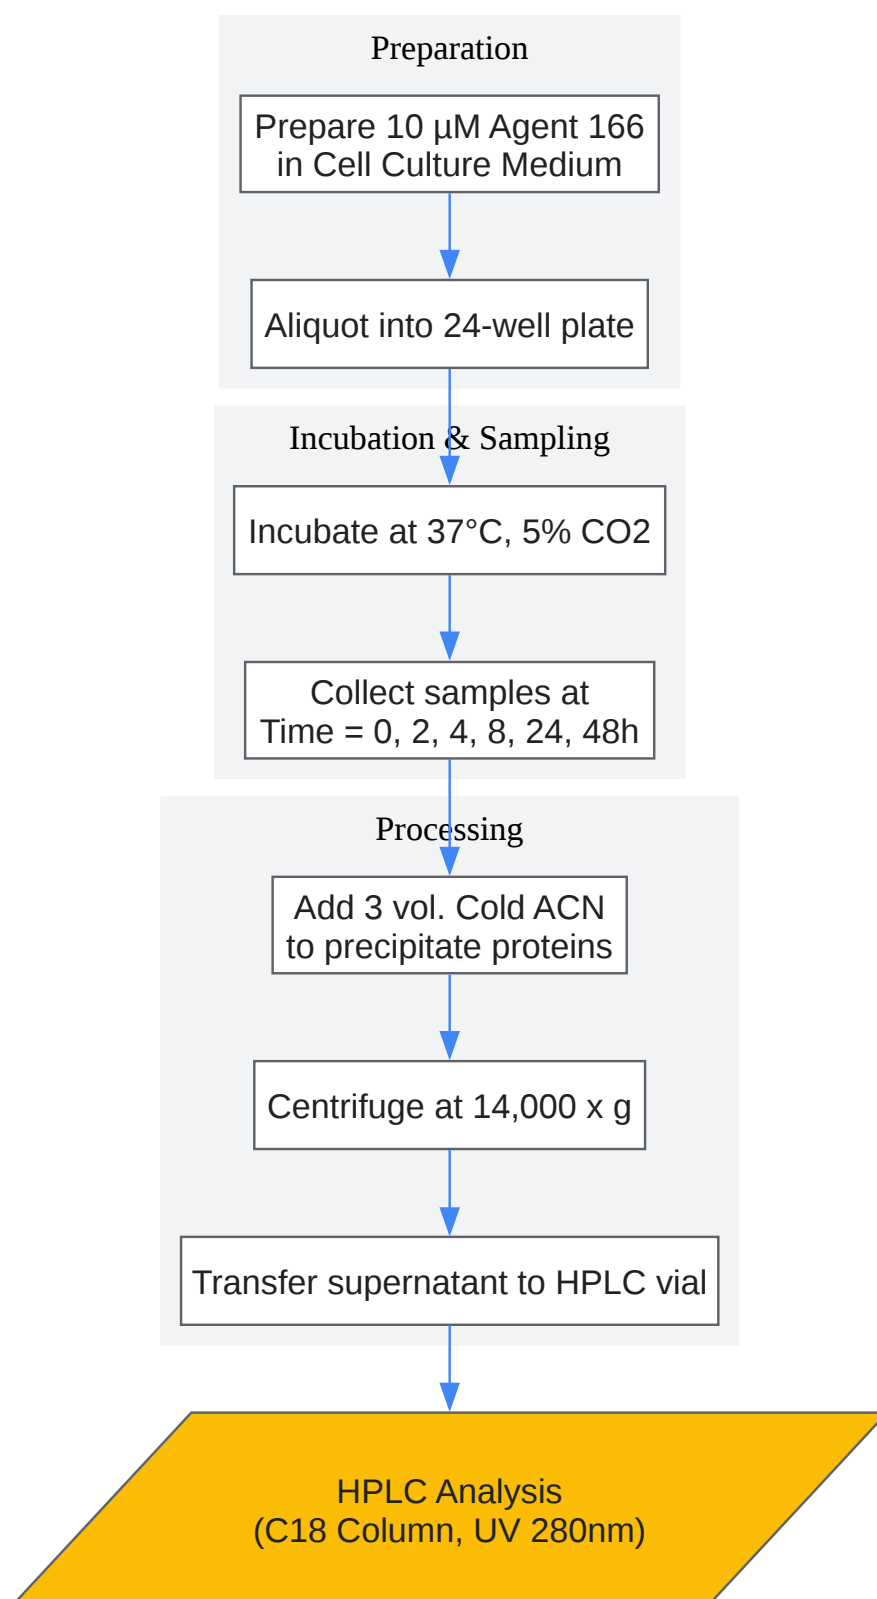 Preparation
Prepare 10 µM Agent 166
in Cell Culture Medium
Aliquot into 24-well plate
Incubation & Sampling
Incubate at 37°C, 5% CO2
Collect samples at
Time = 0, 2, 4, 8, 24, 48h
Processing
Add 3 vol. Cold ACN
to precipitate proteins
Centrifuge at 14,000 x g
Transfer supernatant to HPLC vial
HPLC Analysis
(C18 Column, UV 280nm)